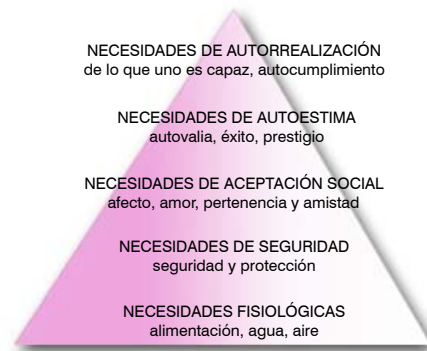 NECESIDADES DE AUTORREALIZACIÓN
de lo que uno es capaz, autocumplimiento
NECESIDADES DE AUTOESTIMA
autovalia, éxito, prestigio
NECESIDADES DE ACEPTACIÓN SOCIAL
afecto, amor, pertenencia y amistad
NECESIDADES DE SEGURIDAD
seguridad y protección
NECESIDADES FISIOLÓGICAS
alimentación, agua, aire